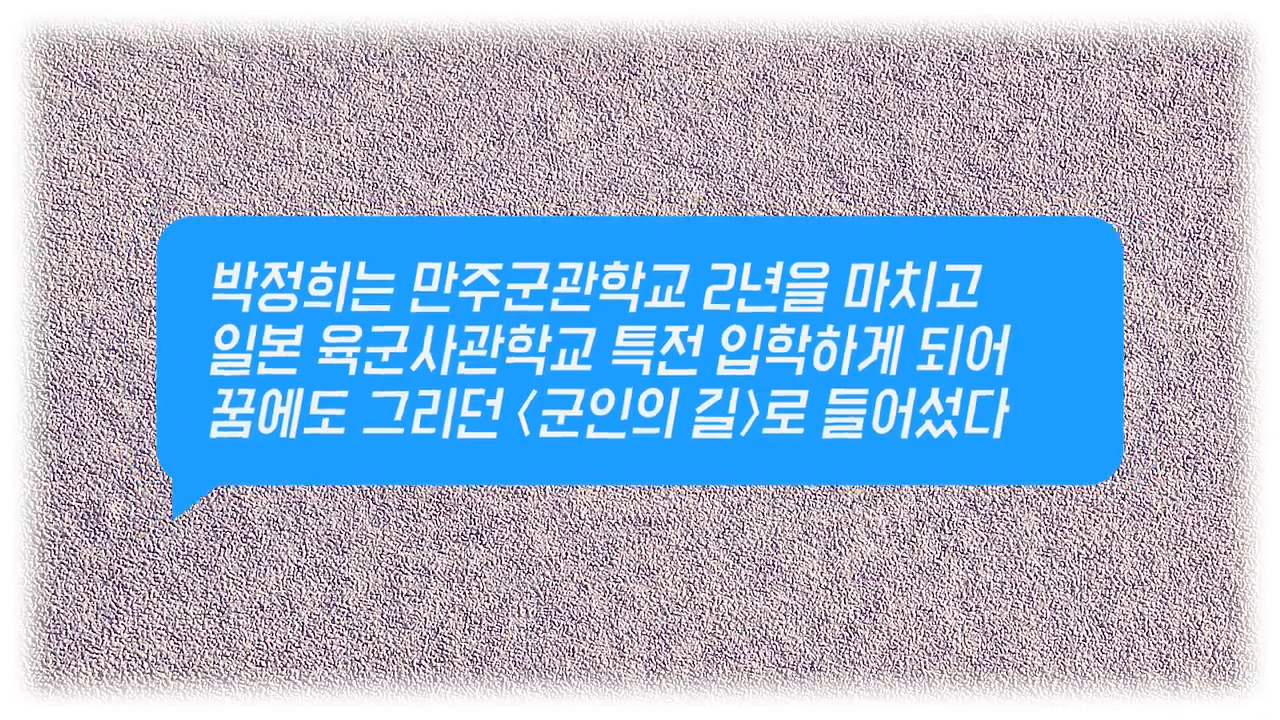 박정희는 만주군관학교 2년을 마치고
일본 육군사관학교 특전 입학하게 되어
꿈에도 그리던 <군인의 길>로 들어섰다